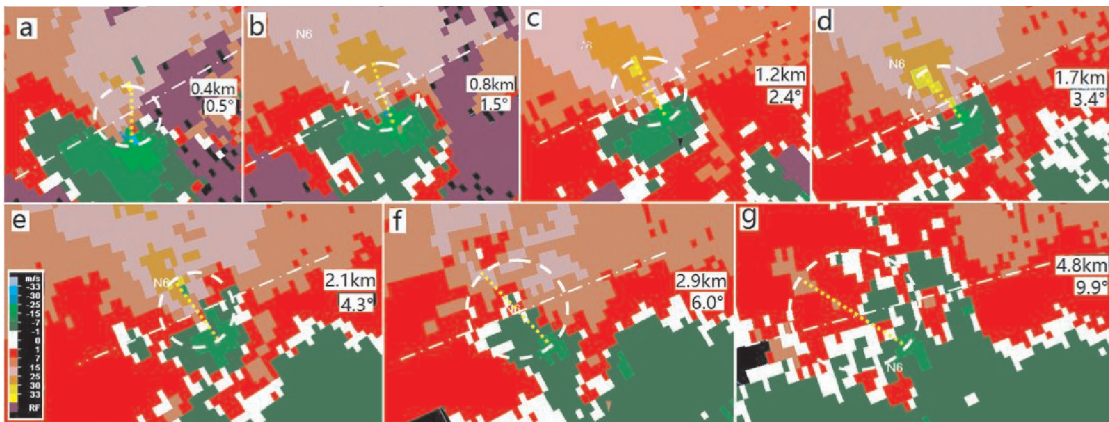 a
0.4km
0.5°
b
N6
0.8km
1.5°
c
1.2km
2.4°
d
N6
1.7km
3.4°
e
N6
2.1km
4.3°
m/s
-33
-30
-25
-15
-7
-1
0
1
7
15
25
30
33
RF
f
2.9km
6.0°
g
4.8km
9.9°
N6